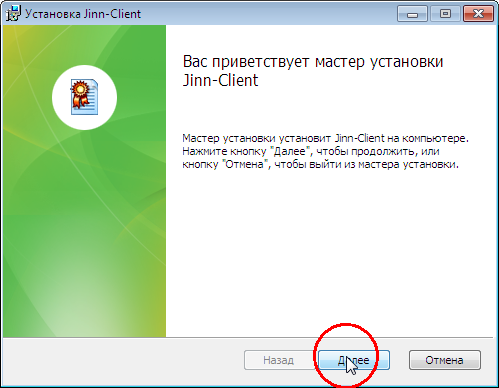 Установка Jinn-Client
Вас приветствует мастер установки
Jinn-Client
Мастер установки установит Jinn-Client на компьютере.
Нажмите кнопку "Далее", чтобы продолжить, или
кнопку "Отмена", чтобы выйти из мастера установки.
Назад Далее Отмена